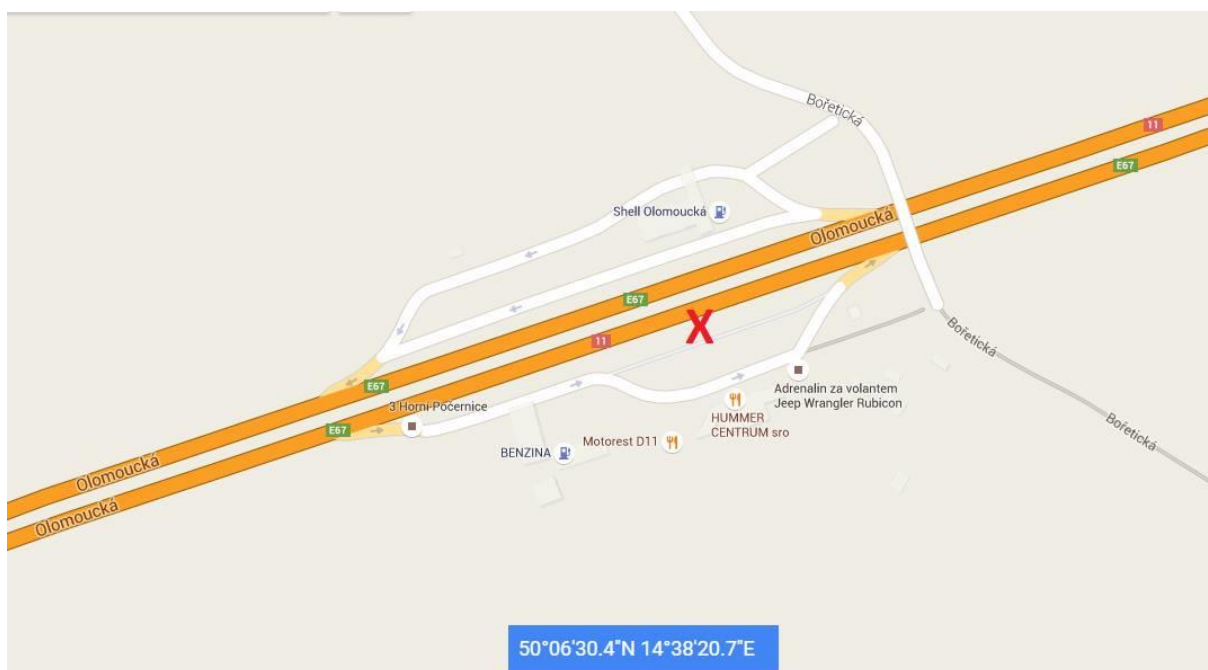 Bořetická
11
E67
Shell Olomoucká
Olomoucká
E67
X
11
Bořetická
E67
Adrenalin za volantem
Jeep Wrangler Rubicon
3 Horní Počernice
HUMMER
CENTRUM sro
E67
Motorest D11
BENZINA
Bořetická
Olomoucká
Olomoucká
50°06'30.4"N 14°38'20.7"E